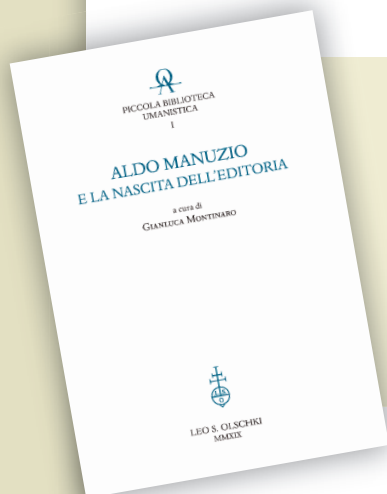 PICCOLA BIBLIOTECA
UMANISTICA
I
ALDO MANUZIO
E LA NASCITA DELL'EDITORIA
a cura di
GIANLUCA MONTINARO
LEO S. OLSCHKI
MMXIX